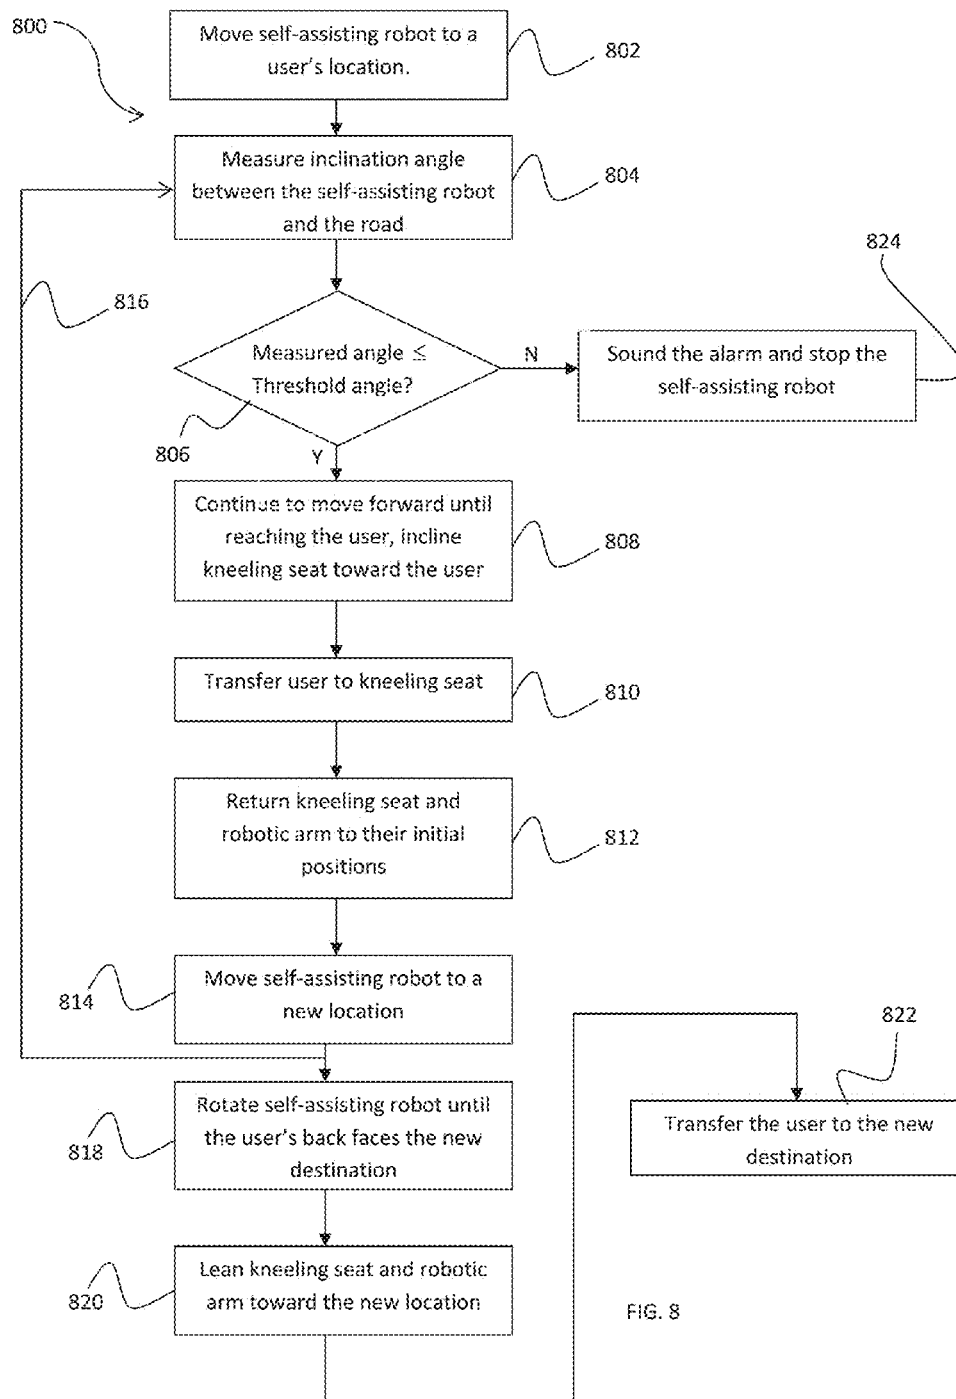 800
Move self-assisting robot to a
user's location.
802
Measure inclination angle
between the self-assisting robot
and the road
804
816
Measured angle ≤
Threshold angle?
806
N
Y
Sound the alarm and stop the
self-assisting robot
824
Continue to move forward until
reaching the user, incline
kneeling seat toward the user
808
Transfer user to kneeling seat
810
Return kneeling seat and
robotic arm to their initial
positions
812
Move self-assisting robot to a
new location
814
Rotate self-assisting robot until
the user's back faces the new
destination
818
Lean kneeling seat and robotic
arm toward the new location
820
822
Transfer the user to the new
destination
FIG. 8